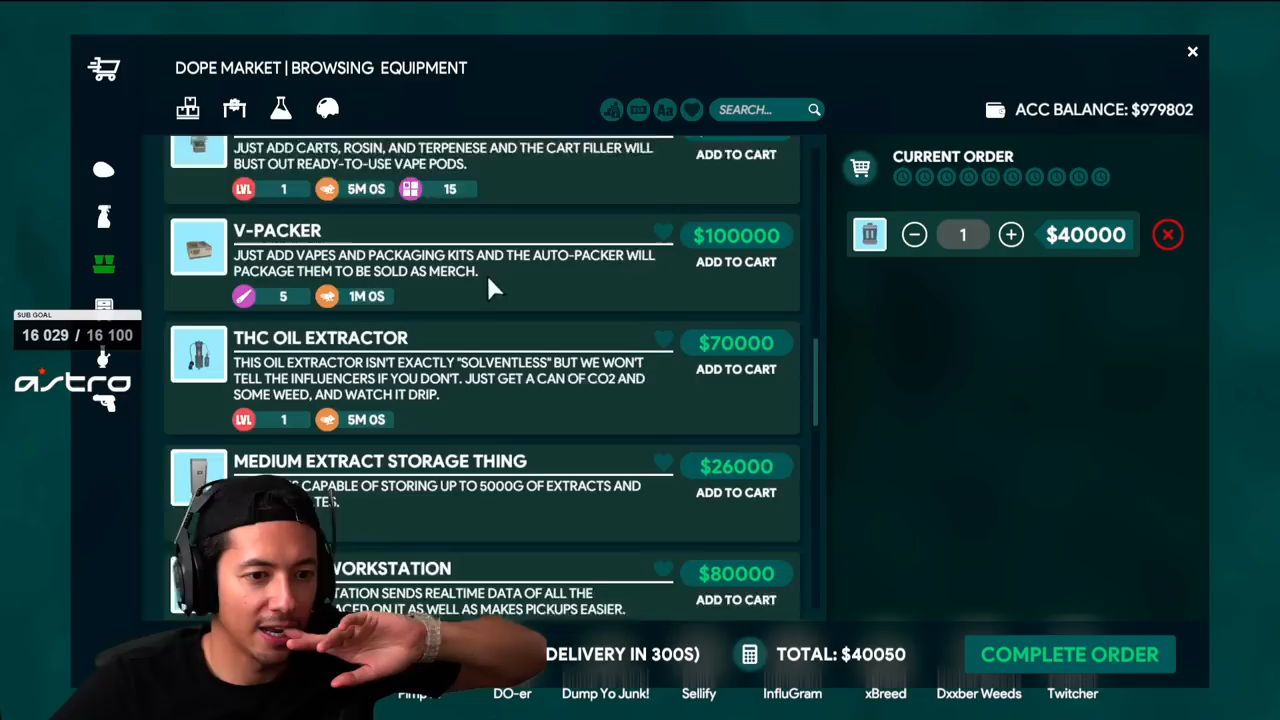 DOPE MARKET | BROWSING EQUIPMENT
Aa
SEARCH...
ACC BALANCE: $979802
JUST ADD CARTS, ROSIN, AND TERPENESE AND THE CART FILLER WILL
BUST OUT READY-TO-USE VAPE PODS.
ADD TO CART
LVL 1 5M 0S 15
V-PACKER
$100000
JUST ADD VAPES AND PACKAGING KITS AND THE AUTO-PACKER WILL
PACKAGE THEM TO BE SOLD AS MERCH.
ADD TO CART
5 1M 0S
THC OIL EXTRACTOR
$70000
THIS OIL EXTRACTOR ISN'T EXACTLY "SOLVENTLESS" BUT WE WON'T
TELL THE INFLUENCERS IF YOU DON'T. JUST GET A CAN OF CO2 AND
SOME WEED, AND WATCH IT DRIP.
ADD TO CART
LVL 1 5M 0S
MEDIUM EXTRACT STORAGE THING
$26000
CAPABLE OF STORING UP TO 5000G OF EXTRACTS AND
ADD TO CART
WORKSTATION
$80000
SENDS REALTIME DATA OF ALL THE
ON IT AS WELL AS MAKES PICKUPS EASIER.
ADD TO CART
CURRENT ORDER
1 $40000
SUB GOAL
16 029 / 16 100
astro
DELIVERY IN 300S)
TOTAL: $40050
COMPLETE ORDER
DO-er
Dump Yo Junk!
Sellify
InfluGram
xBreed
Dxxber Weeds
Twitcher